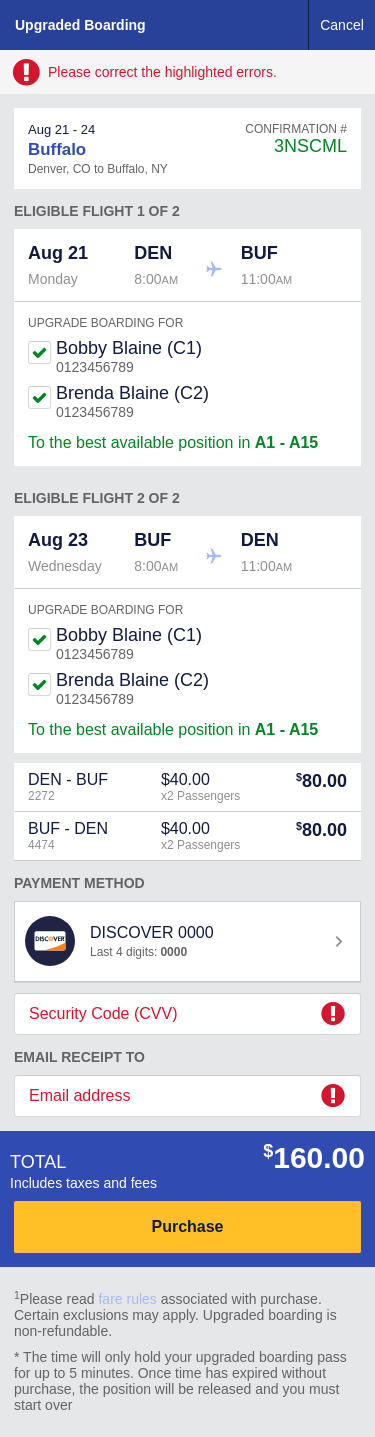 Upgraded Boarding Cancel
Please correct the highlighted errors.
Aug 21 - 24 CONFIRMATION #
Buffalo 3NSCML
Denver, CO to Buffalo, NY
ELIGIBLE FLIGHT 1 OF 2
Aug 21 DEN BUF
Monday 8:00AM 11:00AM
UPGRADE BOARDING FOR
Bobby Blaine (C1)
0123456789
Brenda Blaine (C2)
0123456789
To the best available position in A1 - A15
ELIGIBLE FLIGHT 2 OF 2
Aug 23 BUF DEN
Wednesday 8:00AM 11:00AM
UPGRADE BOARDING FOR
Bobby Blaine (C1)
0123456789
Brenda Blaine (C2)
0123456789
To the best available position in A1 - A15
DEN - BUF $40.00 $80.00
2272 x2 Passengers
BUF - DEN $40.00 $80.00
4474 x2 Passengers
PAYMENT METHOD
DISCOVER
DISCOVER 0000
Last 4 digits: 0000
Security Code (CVV)
EMAIL RECEIPT TO
Email address
TOTAL $160.00
Includes taxes and fees
Purchase
1Please read fare rules associated with purchase.
Certain exclusions may apply. Upgraded boarding is
non-refundable.
* The time will only hold your upgraded boarding pass
for up to 5 minutes. Once time has expired without
purchase, the position will be released and you must
start over